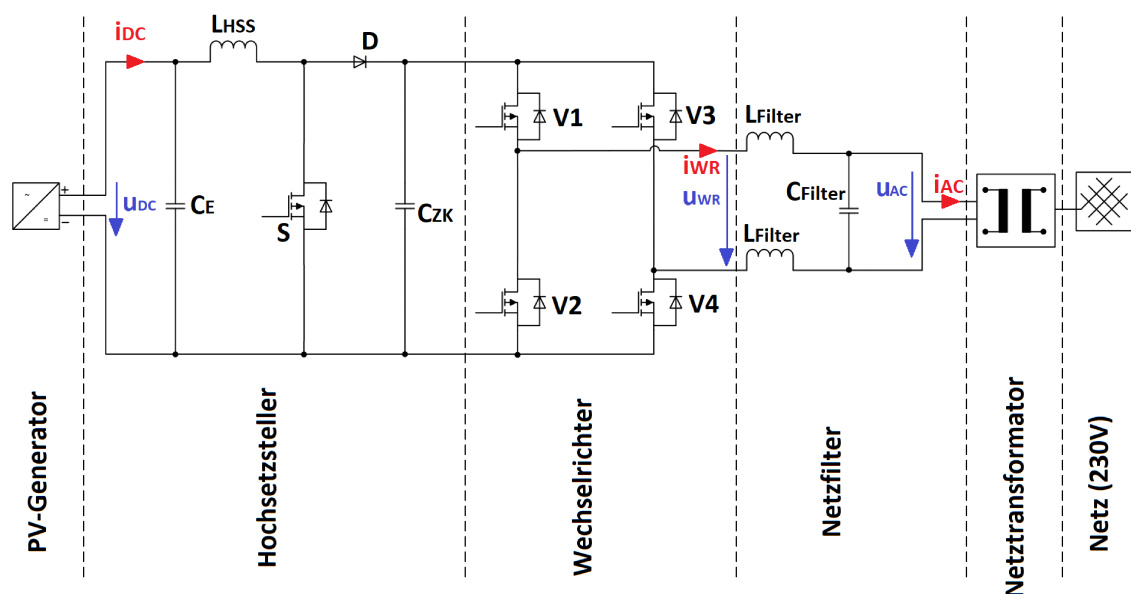 iDC
LHSS
D
V1
V3
LFilter
iWR
uWR
CFilter
uAC
iAC
~
=
+
−
uDC
CE
S
CZK
LFilter
V2
V4
PV-Generator
Hochsetzsteller
Wechselrichter
Netzfilter
Netztransformator
Netz (230V)